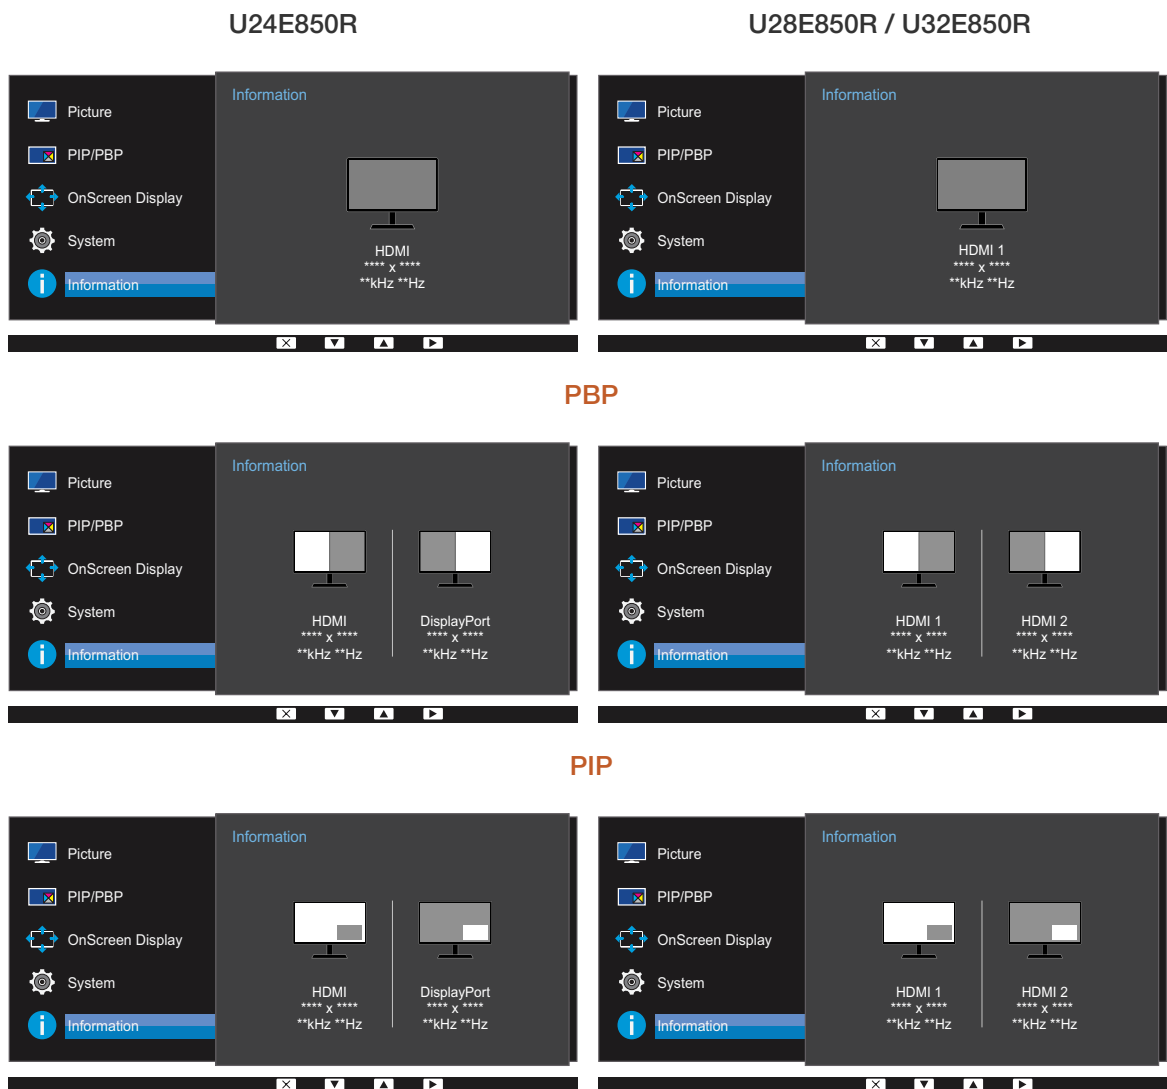 U24E850R
U28E850R / U32E850R
Picture
PIP/PBP
OnScreen Display
System
Information
Information
HDMI
**** x ****
**kHz **Hz
Picture
PIP/PBP
OnScreen Display
System
Information
Information
HDMI 1
**** x ****
**kHz **Hz
PBP
Picture
PIP/PBP
OnScreen Display
System
Information
Information
HDMI
**** x ****
**kHz **Hz
DisplayPort
**** x ****
**kHz **Hz
Picture
PIP/PBP
OnScreen Display
System
Information
Information
HDMI 1
**** x ****
**kHz **Hz
HDMI 2
**** x ****
**kHz **Hz
PIP
Picture
PIP/PBP
OnScreen Display
System
Information
Information
HDMI
**** x ****
**kHz **Hz
DisplayPort
**** x ****
**kHz **Hz
Picture
PIP/PBP
OnScreen Display
System
Information
Information
HDMI 1
**** x ****
**kHz **Hz
HDMI 2
**** x ****
**kHz **Hz